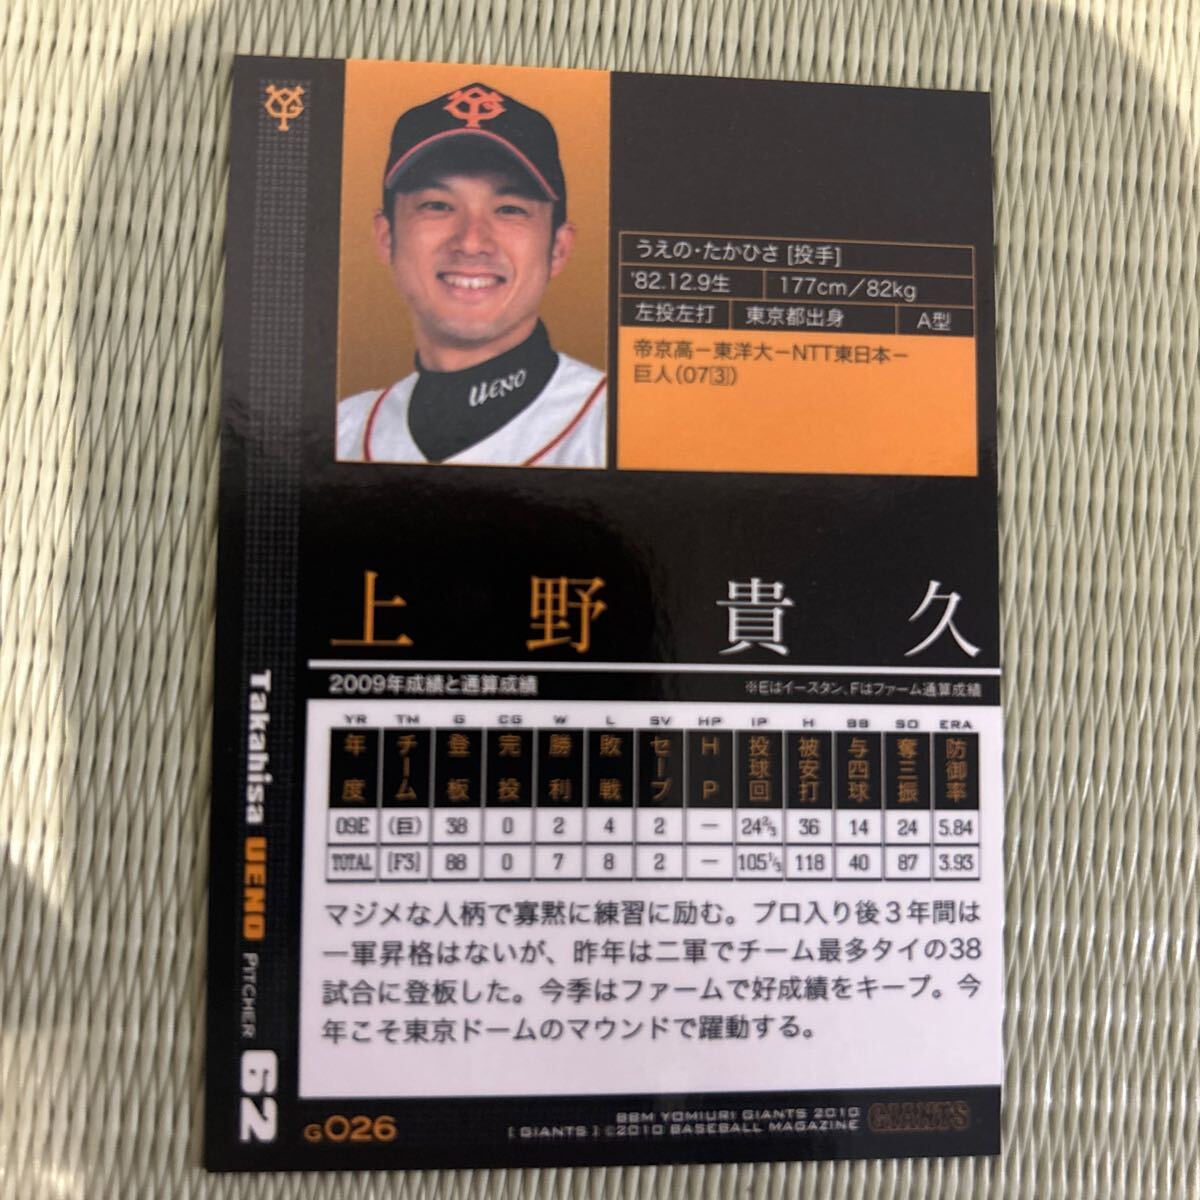 YG
YG
UENO
うえの・たかひさ [投手]
'82.12.9生 177cm/82kg
左投左打 東京都出身 A型
帝京高－東洋大－NTT東日本－
巨人(07③)
上野貴久
2009年成績と通算成績 ※Eはイースタン、Fはファーム通算成績
YR TM G CG W L SV HP IP H BB SO ERA
年度 チーム 登板 完投 勝利 敗戦 セーブ HP 投球回 被安打 与四球 奪三振 防御率
09E (巨) 38 0 2 4 2 － 24 2/3 36 14 24 5.84
TOTAL [F3] 88 0 7 8 2 － 105 1/3 118 40 87 3.93
マジメな人柄で寡黙に練習に励む。プロ入り後3年間は
一軍昇格はないが、昨年は二軍でチーム最多タイの38
試合に登板した。今季はファームで好成績をキープ。今
年こそ東京ドームのマウンドで躍動する。
Takahisa UENO PITCHER 62
G026
BBM YOMIURI GIANTS 2010
[GIANTS] ©2010 BASEBALL MAGAZINE
GIANTS